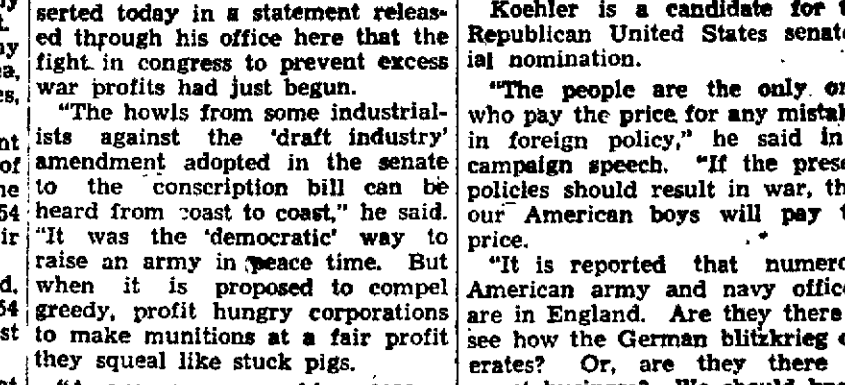 serted today in a statement releas-
ed through his office here that the
fight in congress to prevent excess
war profits had just begun.
"The howls from some industrial-
ists against the 'draft industry'
amendment adopted in the senate
to the conscription bill can be
heard from coast to coast," he said.
"It was the 'democratic' way to
raise an army in peace time. But
when it is proposed to compel
greedy, profit hungry corporations
to make munitions at a fair profit
they squeal like stuck pigs.
Koehler is a candidate for
Republican United States
ial nomination.
"The people are the only
who pay the price for any
in foreign policy," he said in
campaign speech. "If the
policies should result in war,
our American boys will pay
price.
"It is reported that
American army and navy
are in England. Are they there
see how the German blitzkrieg
erates? Or, are they there